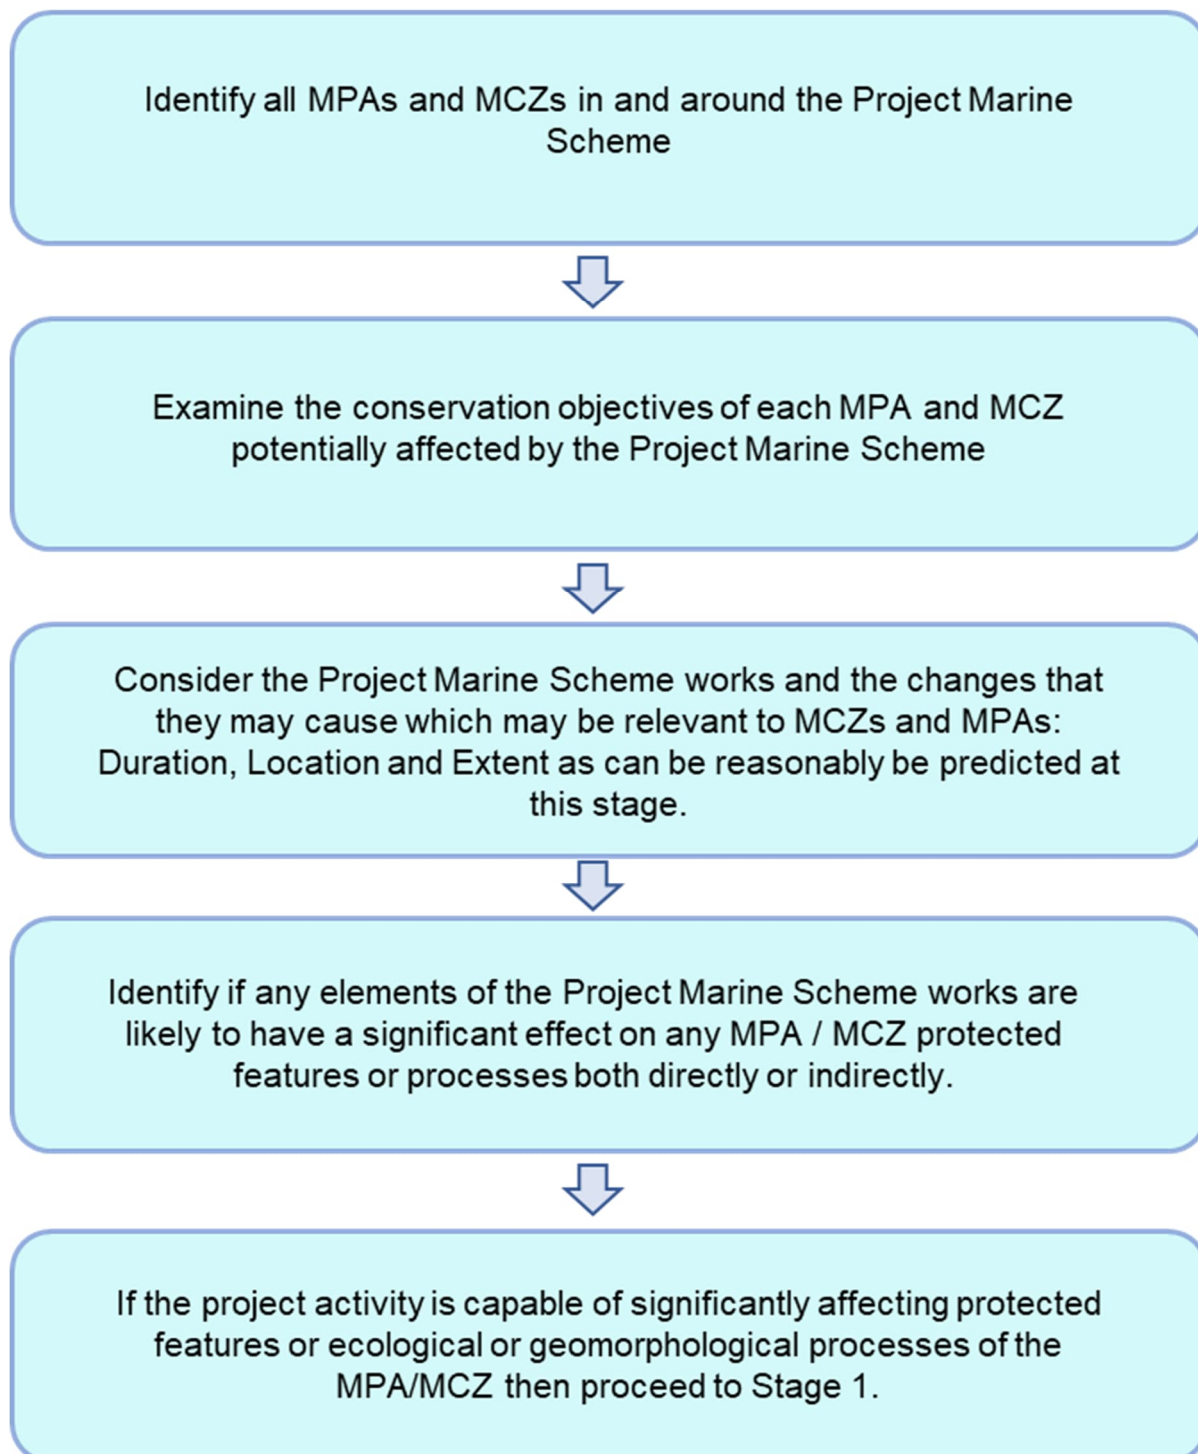 Identify all MPAs and MCZs in and around the Project Marine
Scheme
Examine the conservation objectives of each MPA and MCZ
potentially affected by the Project Marine Scheme
Consider the Project Marine Scheme works and the changes that
they may cause which may be relevant to MCZs and MPAs:
Duration, Location and Extent as can be reasonably be predicted at
this stage.
Identify if any elements of the Project Marine Scheme works are
likely to have a significant effect on any MPA / MCZ protected
features or processes both directly or indirectly.
If the project activity is capable of significantly affecting protected
features or ecological or geomorphological processes of the
MPA/MCZ then proceed to Stage 1.